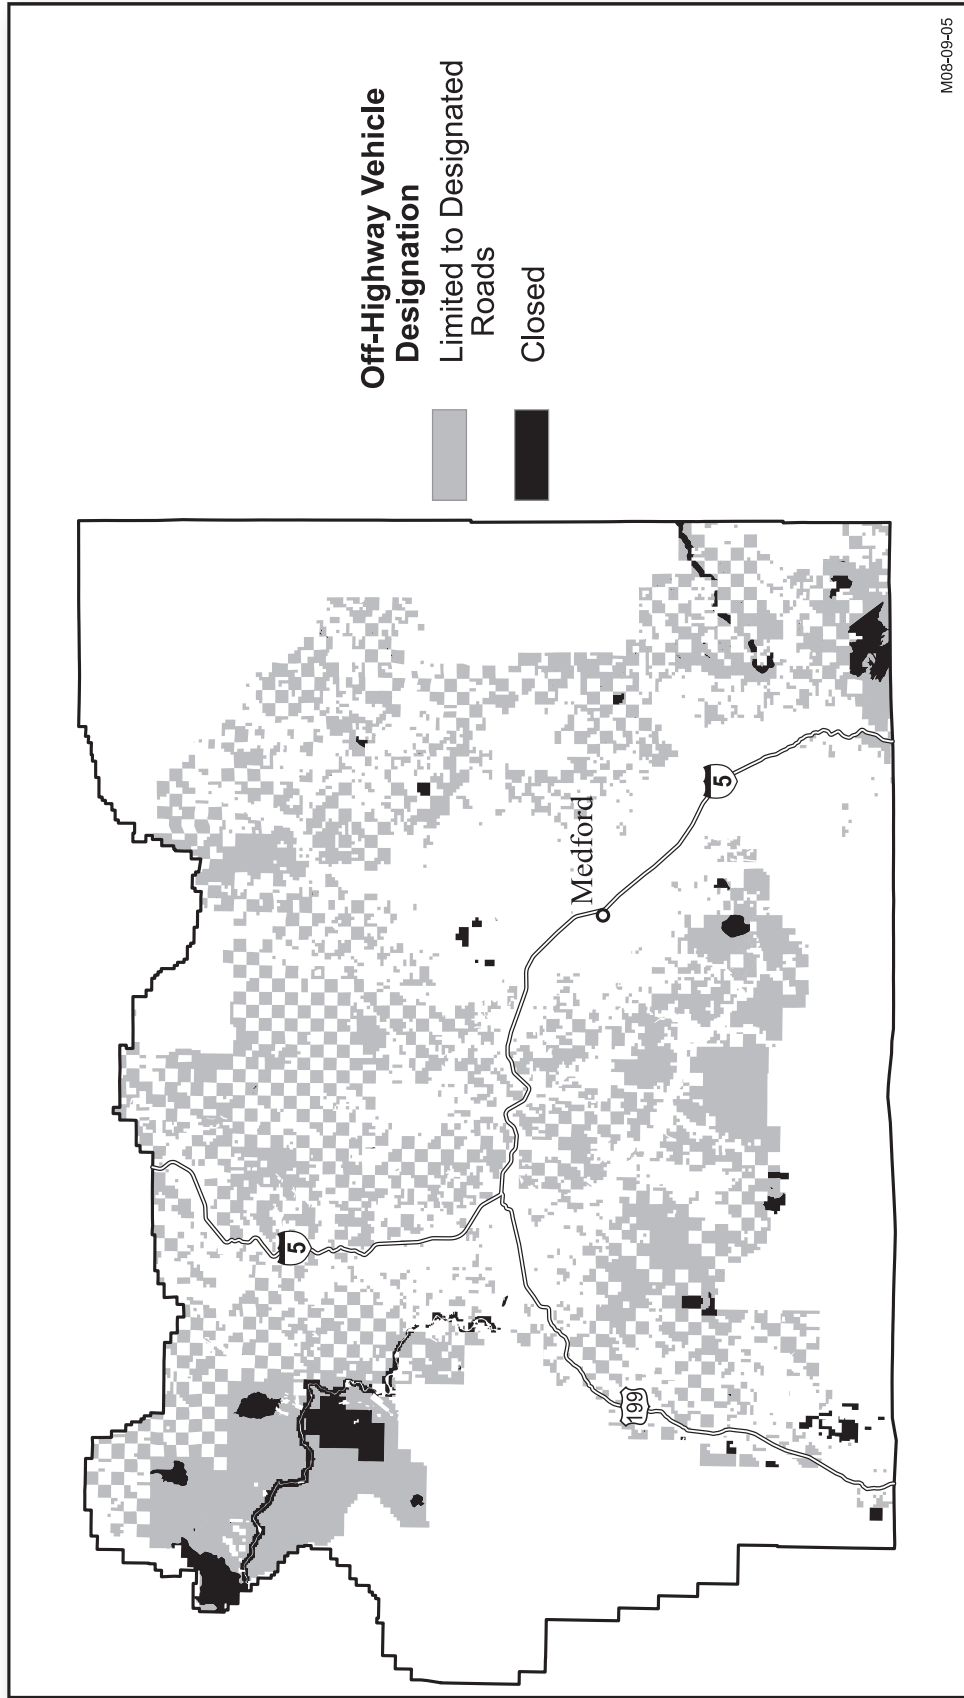 Off-Highway Vehicle
Designation
Limited to Designated
Roads
Closed
5
Medford
5
199
M08-09-05